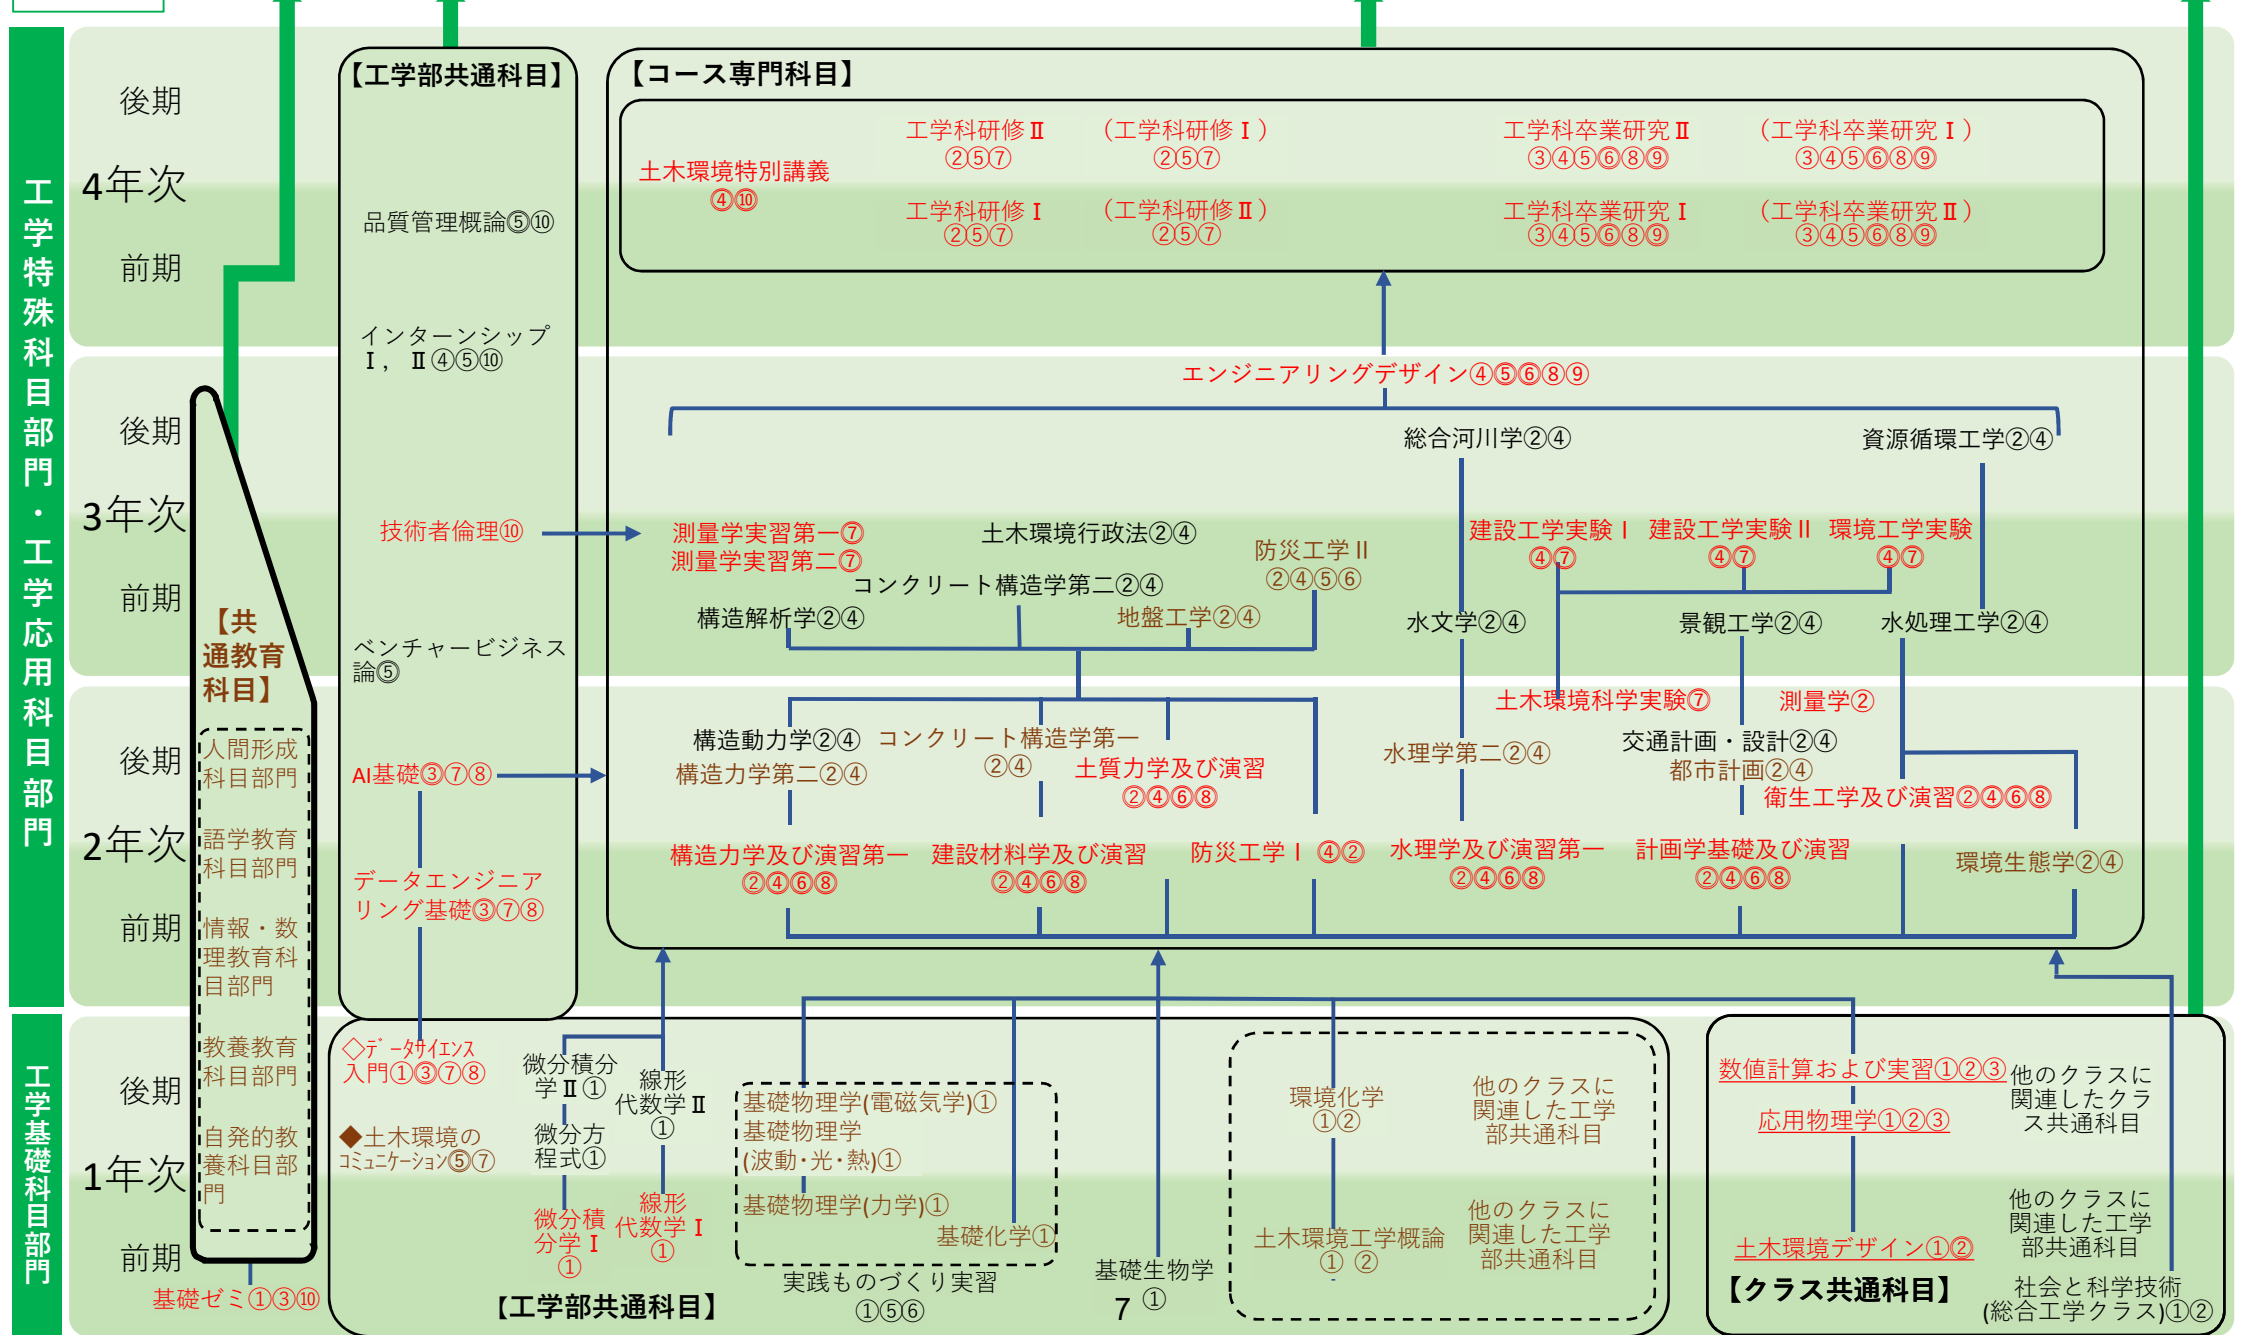 工学特殊科目部門・工学応用科目部門
工学基礎科目部門
後期
4年次
前期
後期
3年次
前期
後期
2年次
前期
後期
1年次
前期
【共
通教育
科目】
人間形成
科目部門
語学教育
科目部門
情報・数
理教育科
目部門
教養教育
科目部門
自発的教
養科目部
門
基礎ゼミ①③⑩
【工学部共通科目】
品質管理概論⑤⑩
インターンシップ
Ⅰ，Ⅱ④⑤⑩
技術者倫理⑩
ベンチャービジネス
論⑤
AI基礎③⑦⑧
データエンジニア
リング基礎③⑦⑧
【コース専門科目】
土木環境特別講義
④⑩
工学科研修Ⅱ
②⑤⑦
（工学科研修Ⅰ）
②⑤⑦
工学科卒業研究Ⅱ
③④⑤⑥⑧⑨
（工学科卒業研究Ⅰ）
③④⑤⑥⑧⑨
工学科研修Ⅰ
②⑤⑦
（工学科研修Ⅱ）
②⑤⑦
工学科卒業研究Ⅰ
③④⑤⑥⑧⑨
（工学科卒業研究Ⅱ）
③④⑤⑥⑧⑨
エンジニアリングデザイン④⑤⑥⑧⑨
総合河川学②④
資源循環工学②④
測量学実習第一⑦
測量学実習第二⑦
土木環境行政法②④
防災工学Ⅱ
②④⑤⑥
コンクリート構造学第二②④
構造解析学②④
地盤工学②④
建設工学実験Ⅰ
④⑦
建設工学実験Ⅱ
④⑦
環境工学実験
④⑦
水文学②④
景観工学②④
水処理工学②④
土木環境科学実験⑦
測量学②
構造動力学②④
構造力学第二②④
コンクリート構造学第一
②④
土質力学及び演習
②④⑥⑧
水理学第二②④
交通計画・設計②④
都市計画②④
衛生工学及び演習②④⑥⑧
構造力学及び演習第一
②④⑥⑧
建設材料学及び演習
②④⑥⑧
防災工学Ⅰ ④②
水理学及び演習第一
②④⑥⑧
計画学基礎及び演習
②④⑥⑧
環境生態学②④
◇データサイエンス
入門①③⑦⑧
◆土木環境の
コミュニケーション⑤⑦
微分積分
学Ⅱ①
微分方
程式①
微分積
分学Ⅰ
①
線形
代数学Ⅱ
①
線形
代数学Ⅰ
①
基礎物理学(電磁気学)①
基礎物理学
(波動・光・熱)①
基礎物理学(力学)①
基礎化学①
実践ものづくり実習
①⑤⑥
基礎生物学
①
7
【工学部共通科目】
環境化学
①②
他のクラスに
関連した工学
部共通科目
土木環境工学概論
① ②
他のクラスに
関連した工学
部共通科目
数値計算および実習①②③
応用物理学①②③
土木環境デザイン①②
【クラス共通科目】
他のクラスに
関連したクラ
ス共通科目
他のクラスに
関連した工学
部共通科目
社会と科学技術
(総合工学クラス)①②